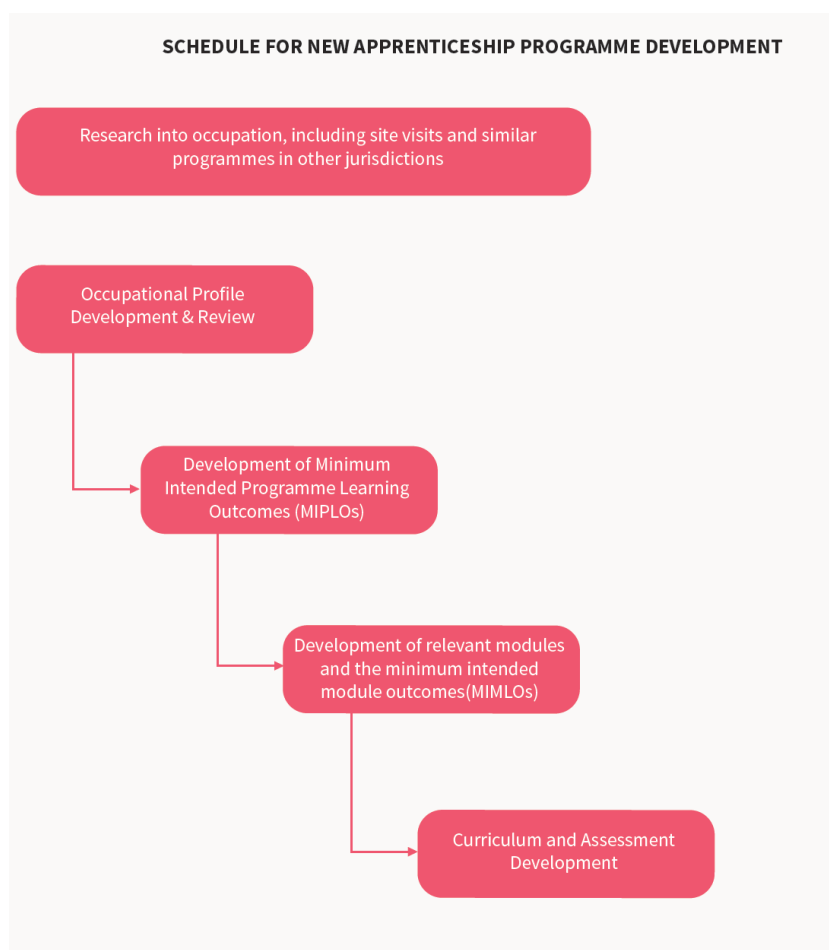 SCHEDULE FOR NEW APPRENTICESHIP PROGRAMME DEVELOPMENT
Research into occupation, including site visits and similar
programmes in other jurisdictions
Occupational Profile
Development & Review
Development of Minimum
Intended Programme Learning
Outcomes (MIPLOs)
Development of relevant modules
and the minimum intended
module outcomes(MIMLOs)
Curriculum and Assessment
Development